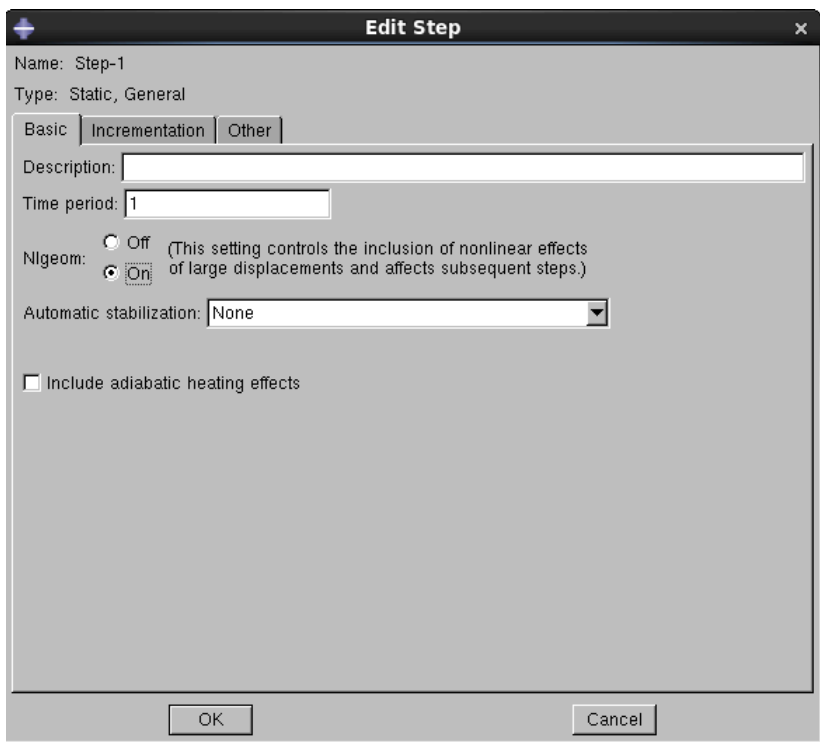 Edit Step
Name: Step-1
Type: Static, General
Basic Incrementation Other
Description:
Time period: 1
Nlgeom: Off (This setting controls the inclusion of nonlinear effects
On of large displacements and affects subsequent steps.)
Automatic stabilization: None
Include adiabatic heating effects
OK Cancel